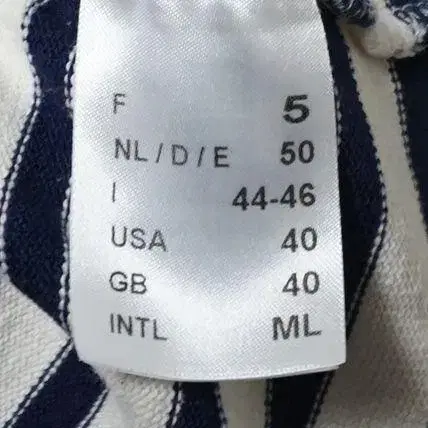 F 5
NL/D/E 50
I 44-46
USA 40
GB 40
INTL ML